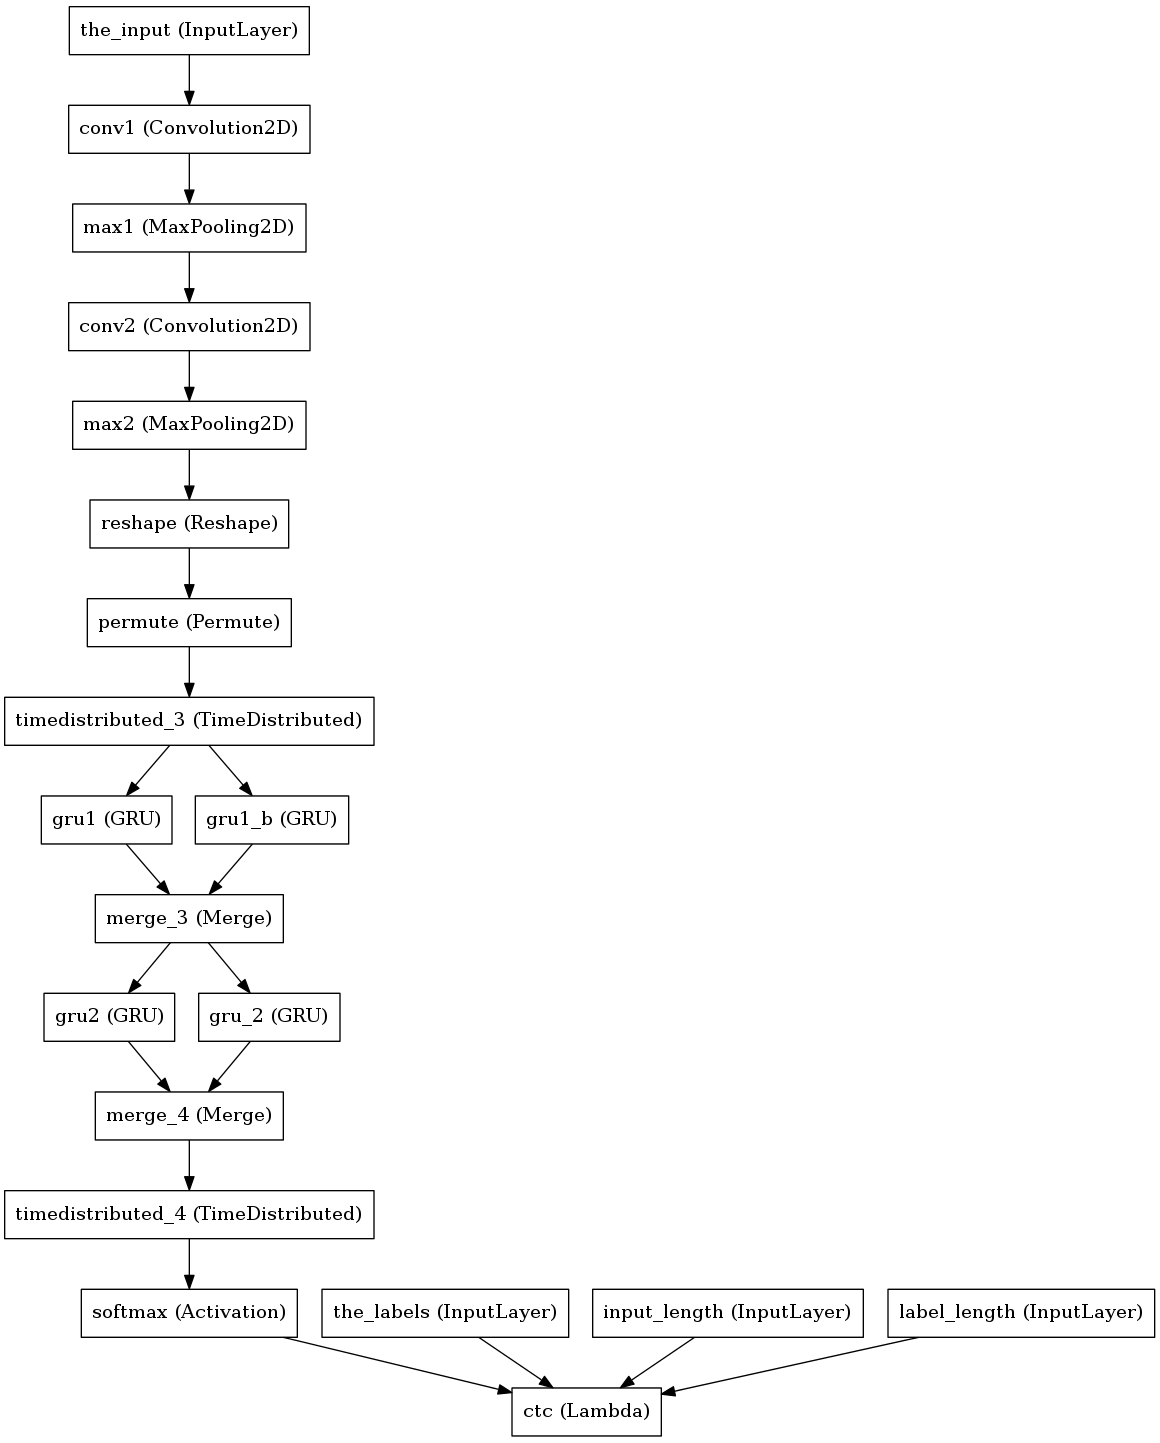 the_input (InputLayer)
conv1 (Convolution2D)
max1 (MaxPooling2D)
conv2 (Convolution2D)
max2 (MaxPooling2D)
reshape (Reshape)
permute (Permute)
timedistributed_3 (TimeDistributed)
gru1 (GRU)
gru1_b (GRU)
merge_3 (Merge)
gru2 (GRU)
gru_2 (GRU)
merge_4 (Merge)
timedistributed_4 (TimeDistributed)
softmax (Activation)
the_labels (InputLayer)
input_length (InputLayer)
label_length (InputLayer)
ctc (Lambda)